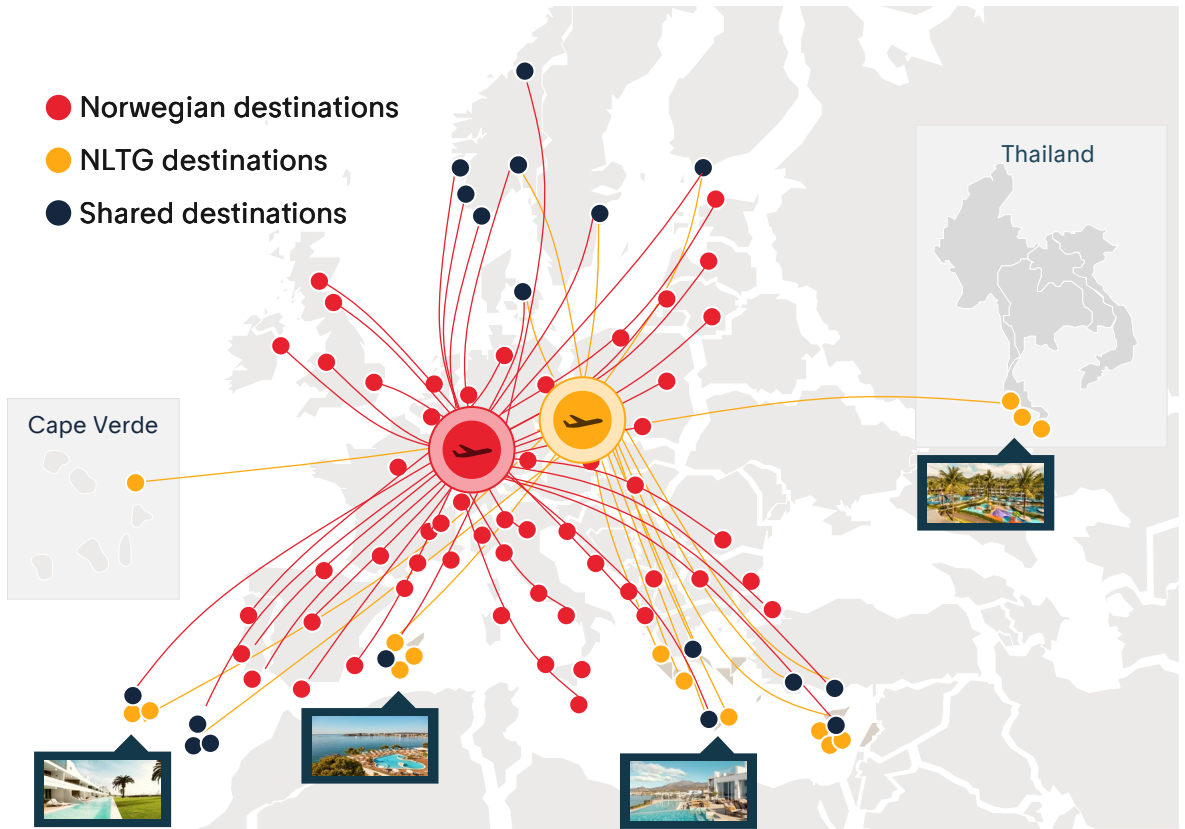 Norwegian destinations
NLTG destinations
Shared destinations
Thailand
Cape Verde